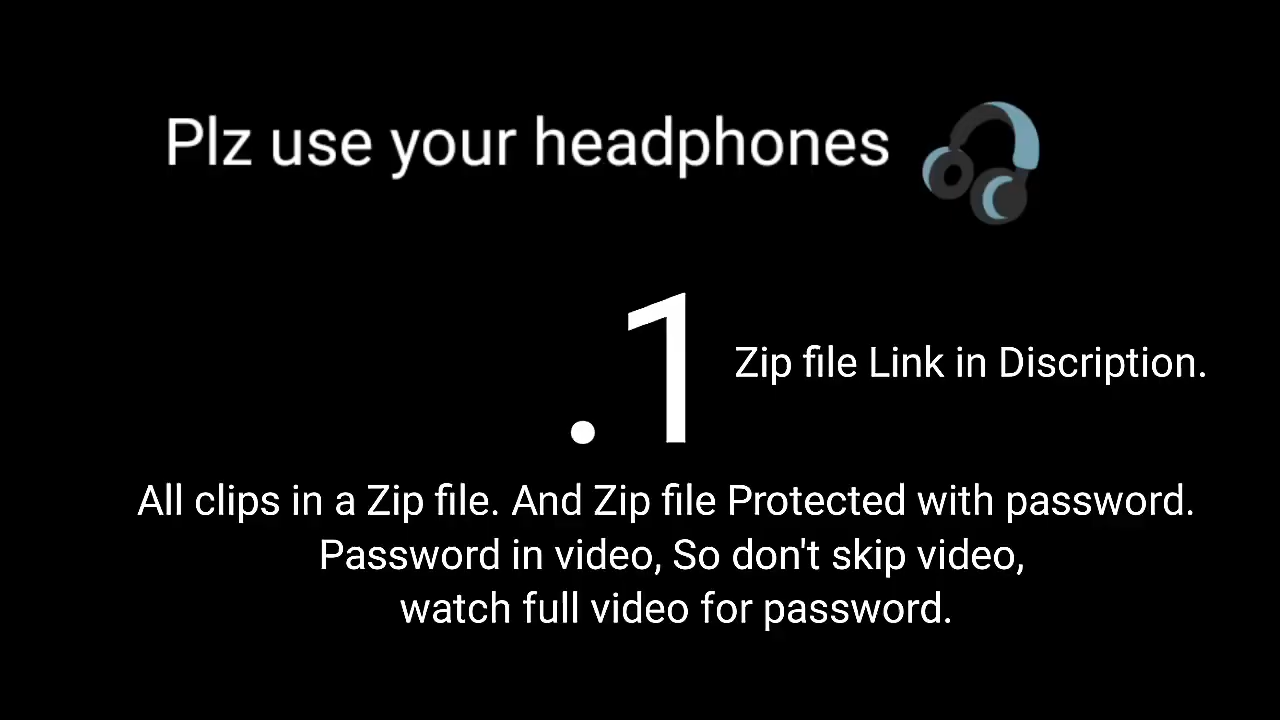 Plz use your headphones
.1
Zip file Link in Discription.
All clips in a Zip file. And Zip file Protected with password.
Password in video, So don't skip video,
watch full video for password.